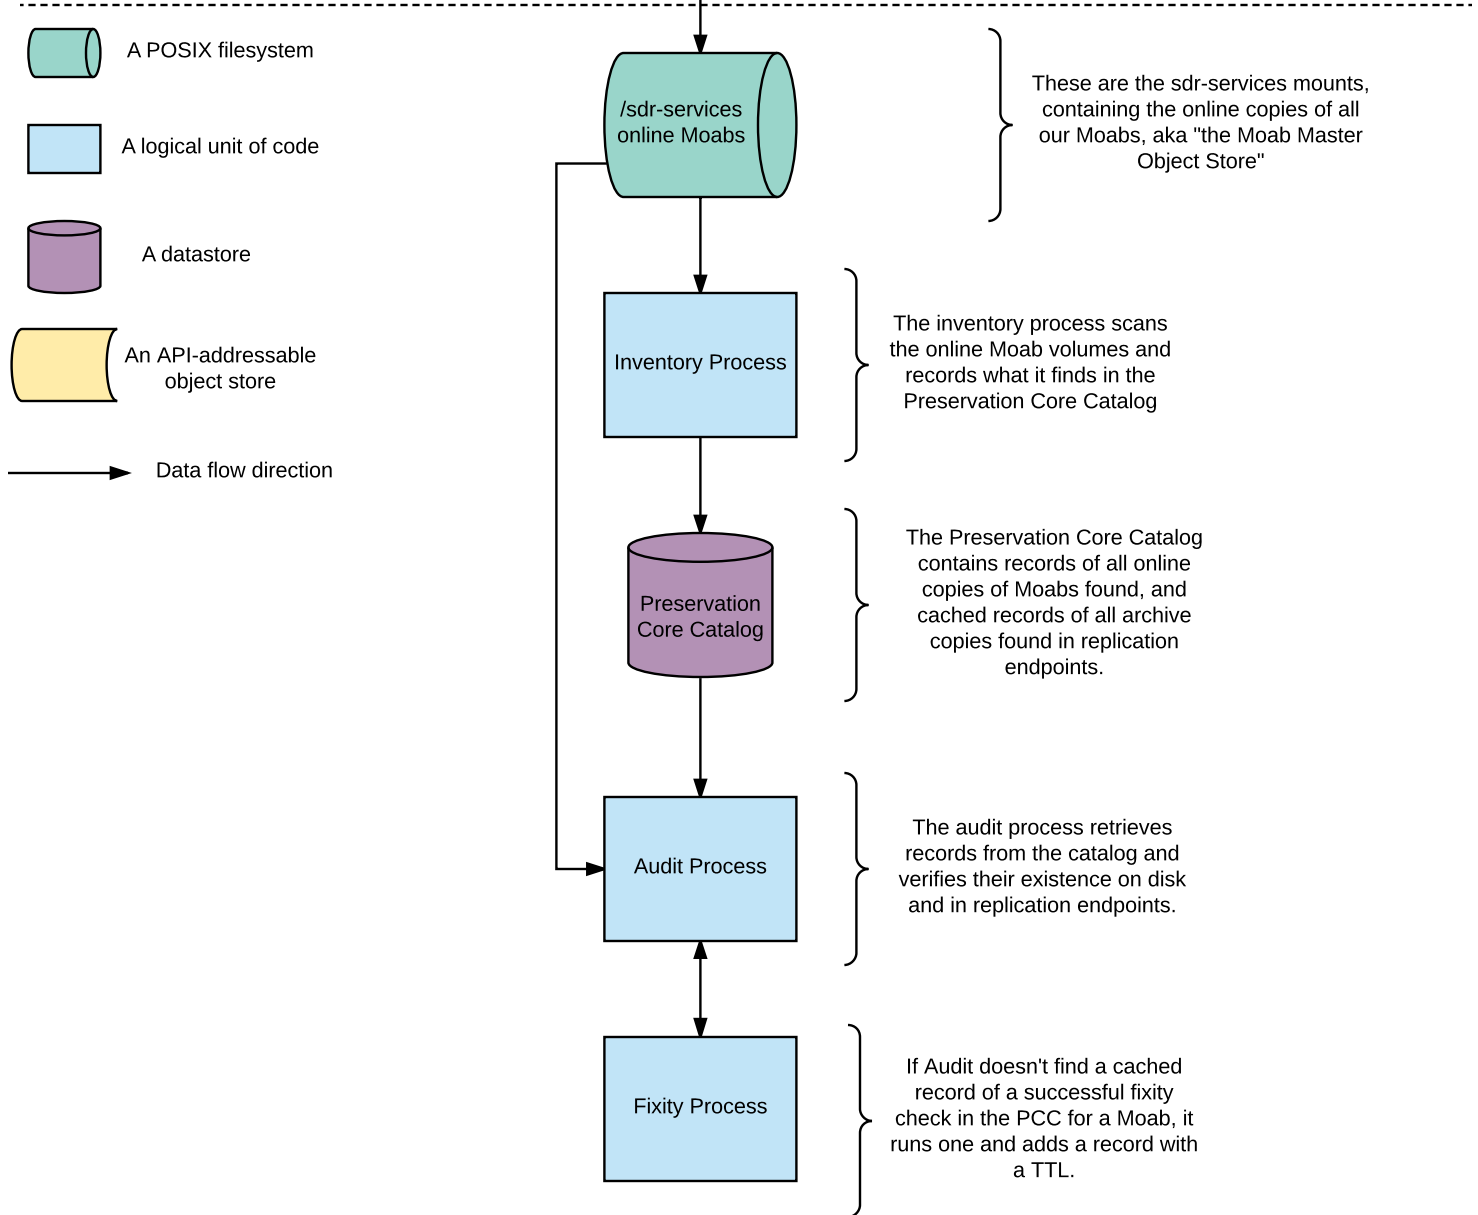 A POSIX filesystem
A logical unit of code
A datastore
An API-addressable
object store
Data flow direction
/sdr-services
online Moabs
These are the sdr-services mounts,
containing the online copies of all
our Moabs, aka "the Moab Master
Object Store"
Inventory Process
The inventory process scans
the online Moab volumes and
records what it finds in the
Preservation Core Catalog
Preservation
Core Catalog
The Preservation Core Catalog
contains records of all online
copies of Moabs found, and
cached records of all archive
copies found in replication
endpoints.
Audit Process
The audit process retrieves
records from the catalog and
verifies their existence on disk
and in replication endpoints.
Fixity Process
If Audit doesn't find a cached
record of a successful fixity
check in the PCC for a Moab, it
runs one and adds a record with
a TTL.